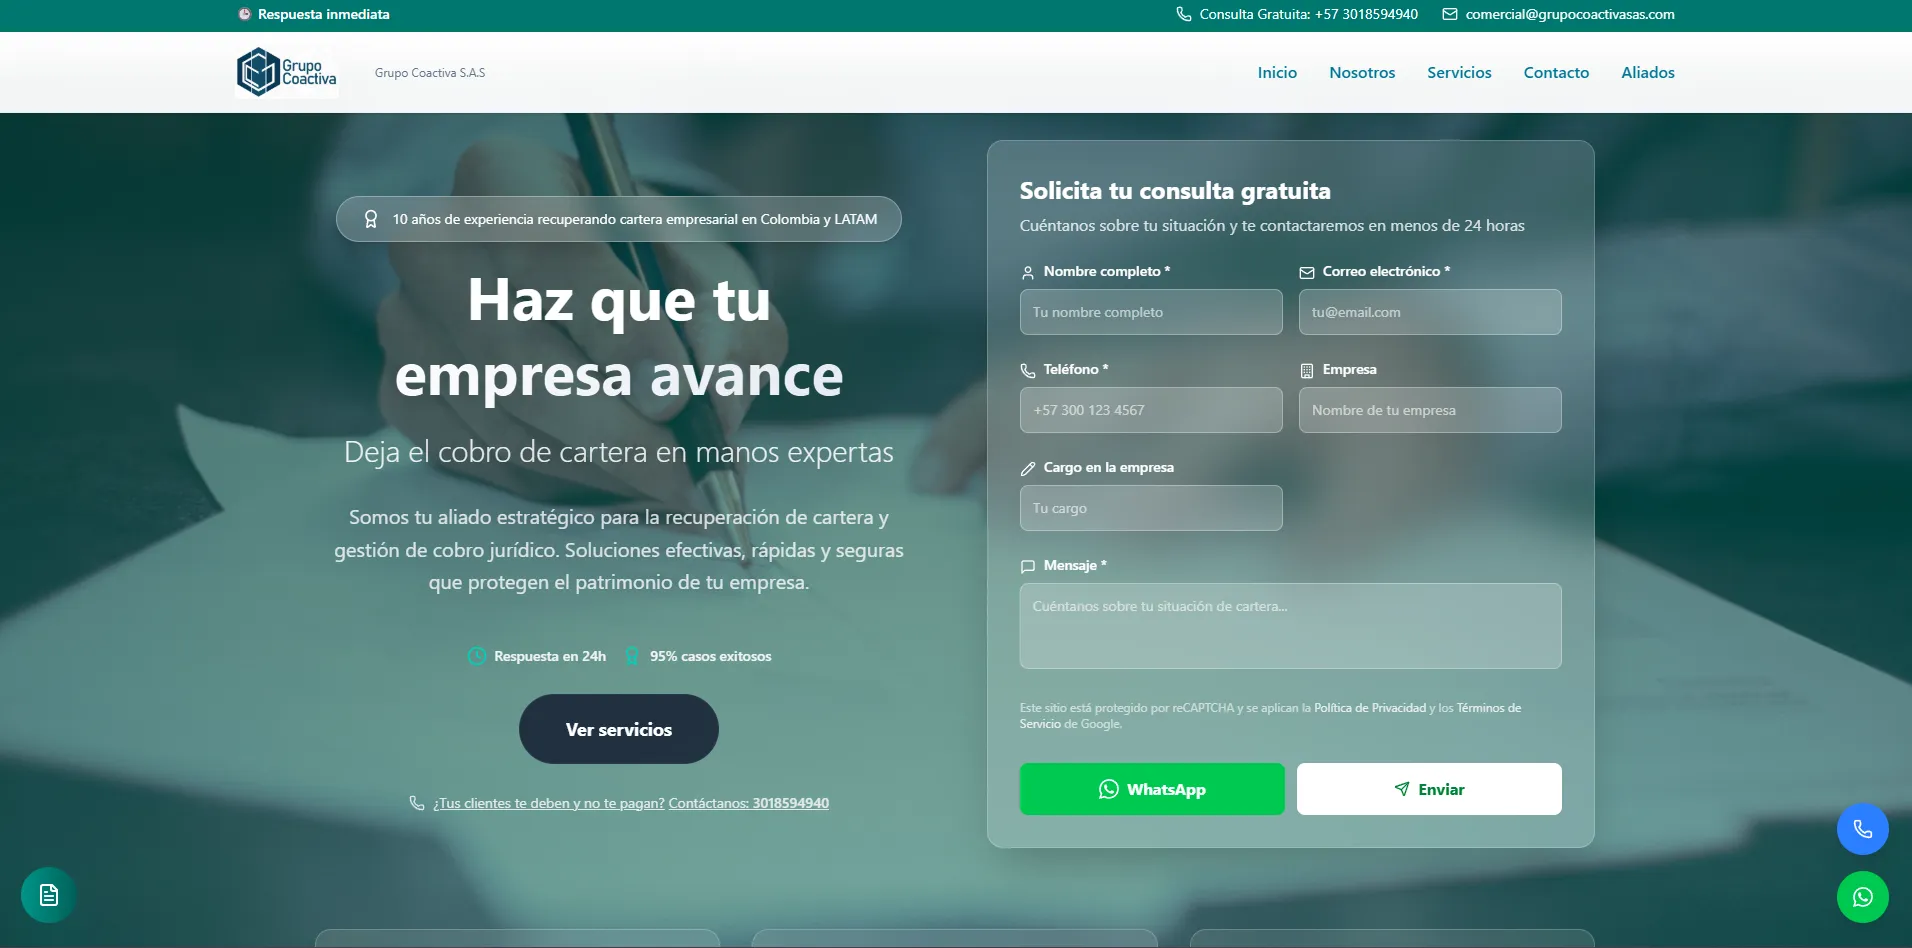 Respuesta inmediata
Consulta Gratuita: +57 3018594940
comercial@grupocoactivasas.com
Grupo
Coactiva
Grupo Coactiva S.A.S
Inicio
Nosotros
Servicios
Contacto
Aliados
10 años de experiencia recuperando cartera empresarial en Colombia y LATAM
Haz que tu
empresa avance
Deja el cobro de cartera en manos expertas
Somos tu aliado estratégico para la recuperación de cartera y
gestión de cobro jurídico. Soluciones efectivas, rápidas y seguras
que protegen el patrimonio de tu empresa.
Respuesta en 24h
95% casos exitosos
Ver servicios
¿Tus clientes te deben y no te pagan? Contáctanos: 3018594940
Solicita tu consulta gratuita
Cuéntanos sobre tu situación y te contactaremos en menos de 24 horas
Nombre completo *
Correo electrónico *
Tu nombre completo
tu@email.com
Teléfono *
Empresa
+57 300 123 4567
Nombre de tu empresa
Cargo en la empresa
Tu cargo
Mensaje *
Cuéntanos sobre tu situación de cartera...
Este sitio está protegido por reCAPTCHA y se aplican la Política de Privacidad y los Términos de
Servicio de Google.
WhatsApp
Enviar